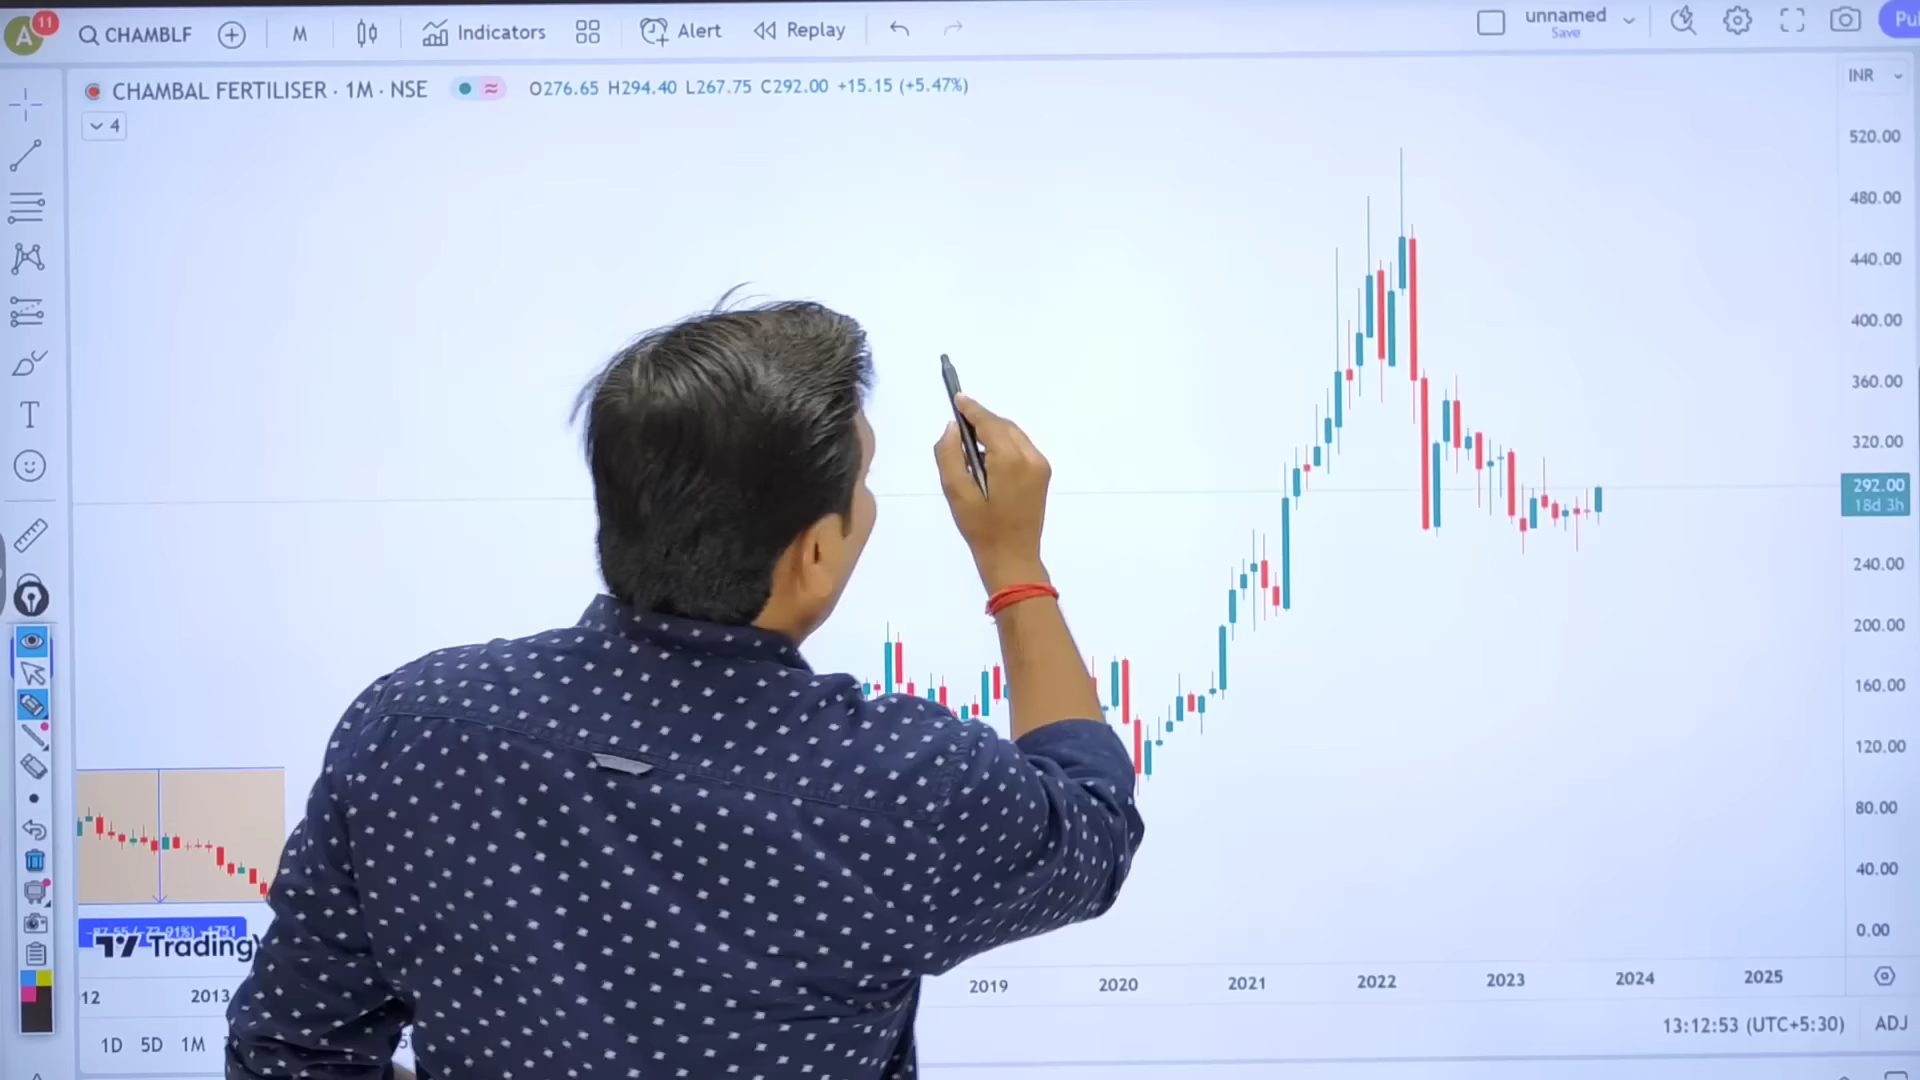 A 11 CHAMBLF M Indicators Alert Replay unnamed
Save
CHAMBAL FERTILISER · 1M · NSE O276.65 H294.40 L267.75 C292.00 +15.15 (+5.47%) INR
4
520.00
480.00
440.00
400.00
360.00
320.00
292.00
18d 3h
240.00
200.00
160.00
120.00
80.00
40.00
0.00
T
2019 2020 2021 2022 2023 2024 2025
12 2013
1D 5D 1M
13:12:53 (UTC+5:30) ADJ